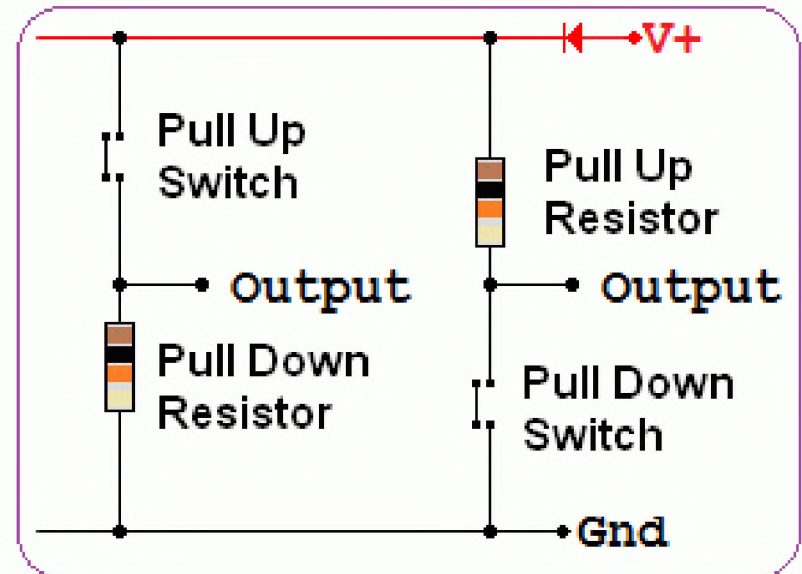 V+
Pull Up
Switch
Pull Up
Resistor
Output
Output
Pull Down
Resistor
Pull Down
Switch
Gnd